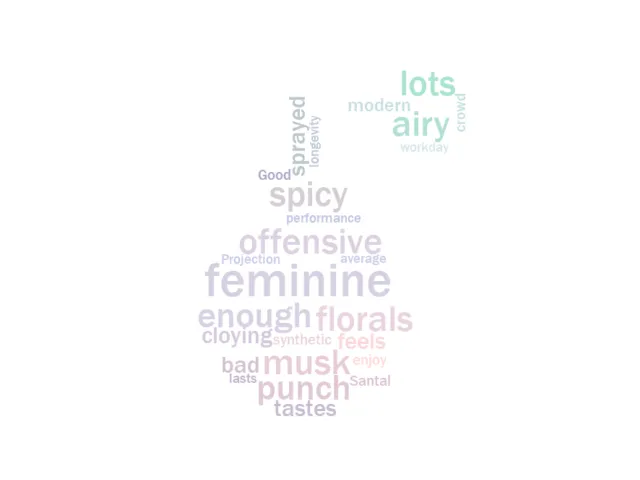 lots
modern
crowd
airy
workday
sprayed
longevity
Good
spicy
performance
offensive
Projection
average
feminine
enough
florals
cloying
synthetic
feels
bad
musk
enjoy
lasts
punch
Santal
tastes